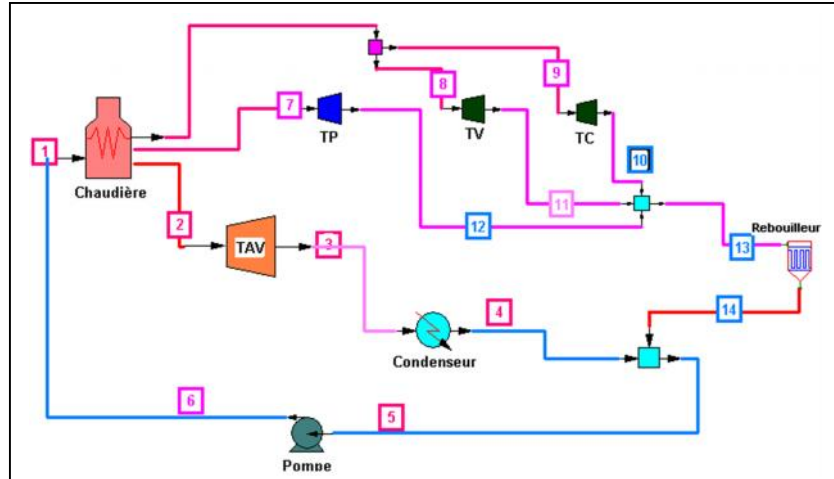 8
9
7
TP
TV
TC
1
Chaudière
10
11
12
2
TAV
3
13
Rebouilleur
4
14
Condenseur
6
5
Pompe